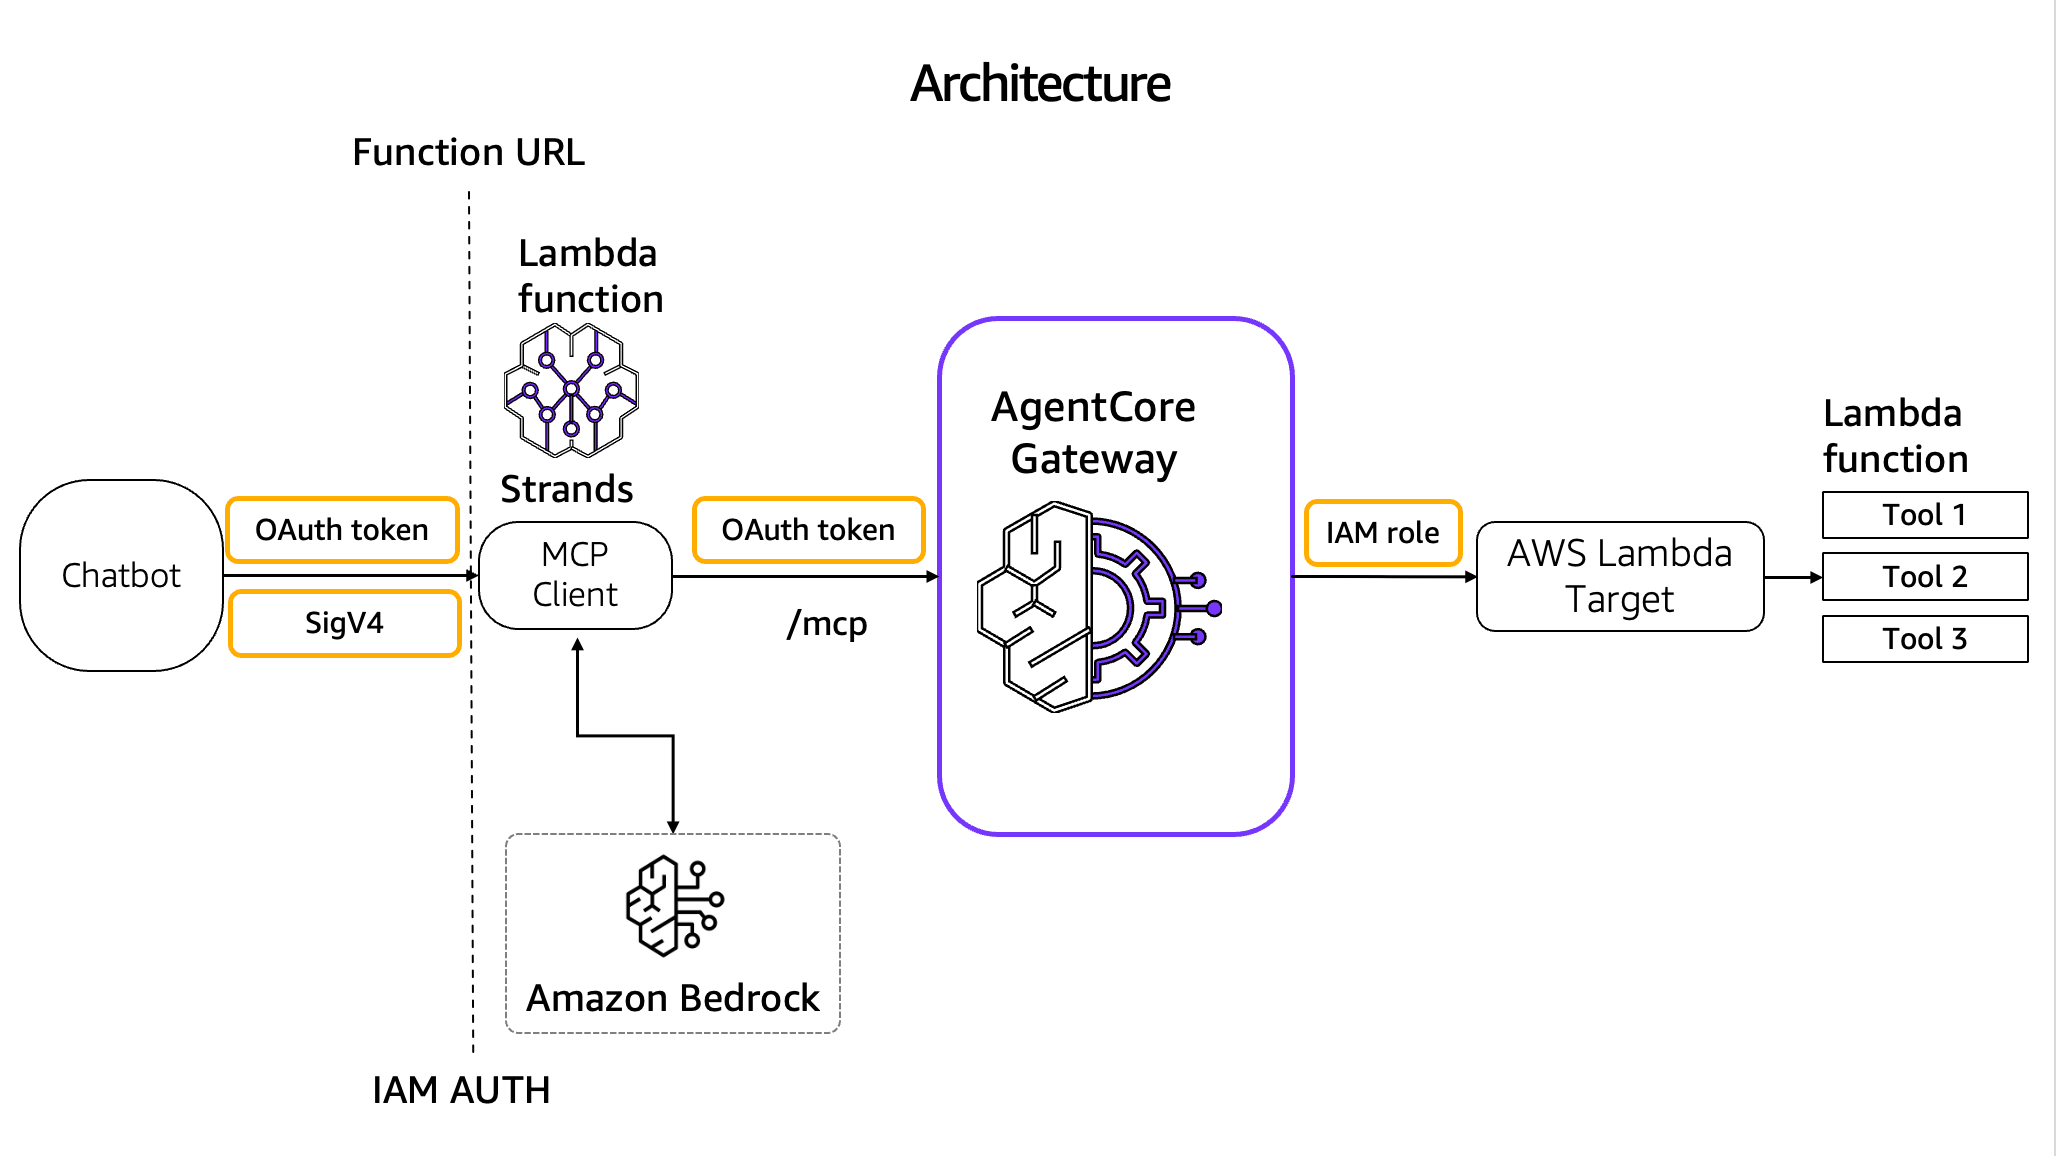 Architecture
Function URL
Lambda
function
Strands
Chatbot
OAuth token
SigV4
MCP
Client
OAuth token
/mcp
AgentCore
Gateway
IAM role
AWS Lambda
Target
Lambda
function
Tool 1
Tool 2
Tool 3
Amazon Bedrock
IAM AUTH